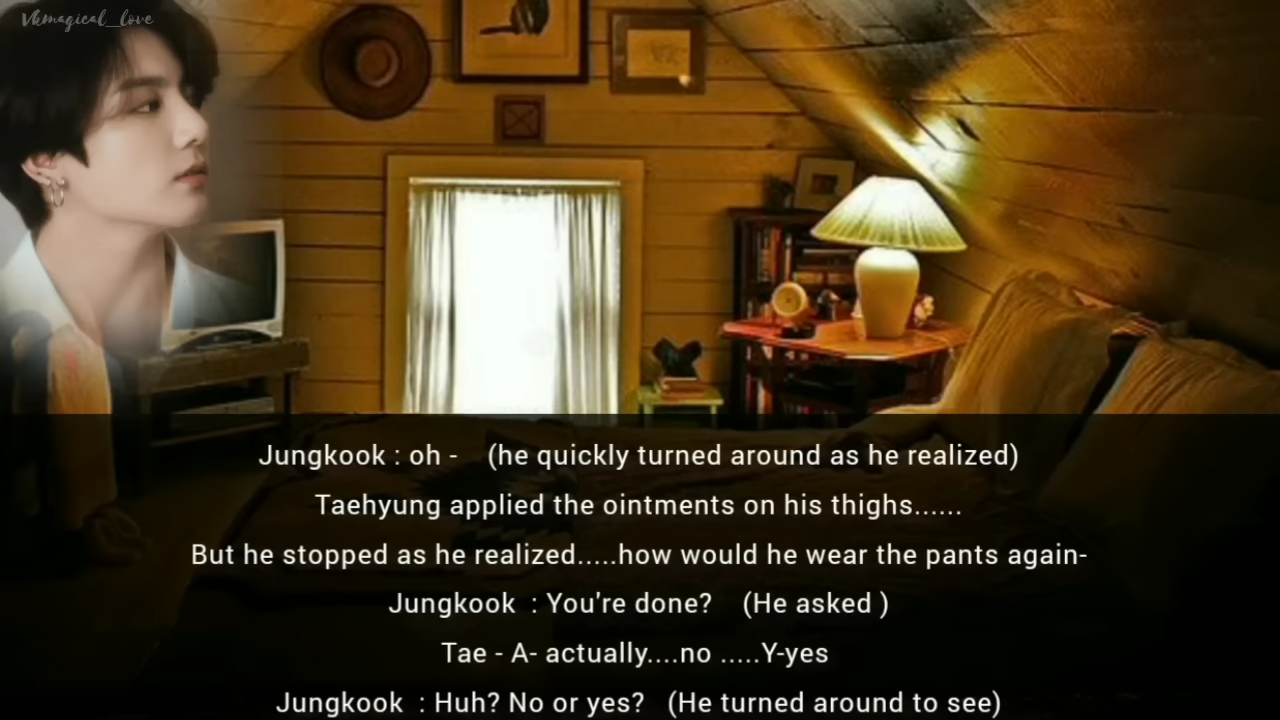 Vkmagical_love
Jungkook : oh - (he quickly turned around as he realized)
Taehyung applied the ointments on his thighs......
But he stopped as he realized.....how would he wear the pants again-
Jungkook : You're done? (He asked )
Tae - A- actually....no .....Y-yes
Jungkook : Huh? No or yes? (He turned around to see)